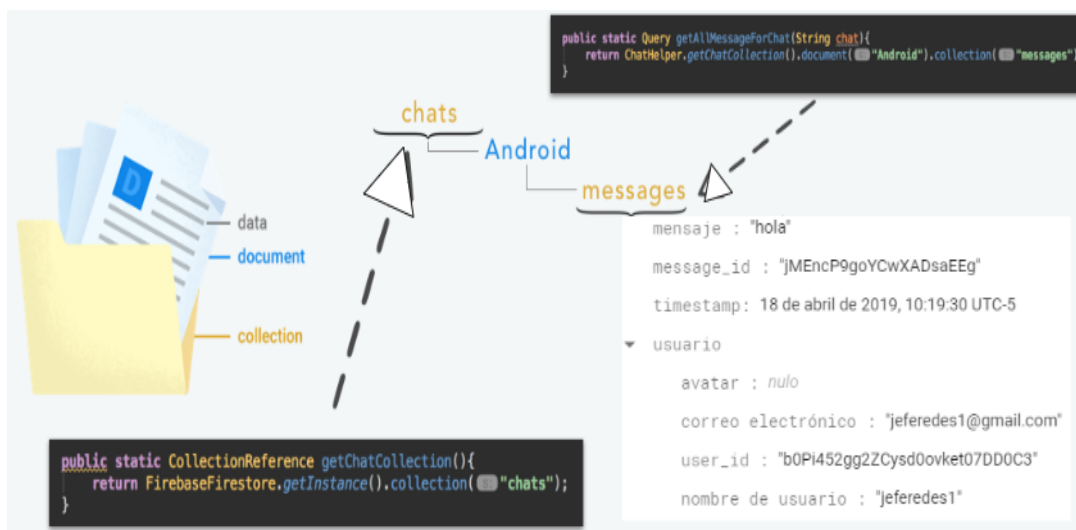 public static Query getAllMessageForChat(String chat){
return ChatHelper.getChatCollection().document("Android").collection("messages")
}
chats
Android
messages
D
data
document
collection
mensaje : "hola"
message_id : "jMEncP9goYCwXADsaEEg"
timestamp: 18 de abril de 2019, 10:19:30 UTC-5
usuario
avatar : nulo
correo electrónico : "jeferedes1@gmail.com"
user_id : "b0Pi452gg2ZCysd0ovket07DD0C3"
nombre de usuario : "jeferedes1"
public static CollectionReference getChatCollection(){
return FirebaseFirestore.getInstance().collection("chats");
}